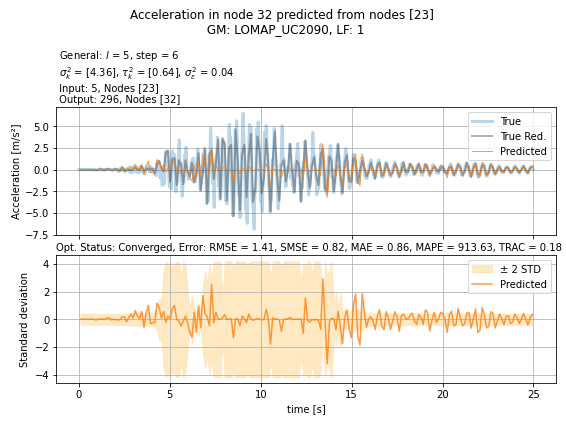 Acceleration in node 32 predicted from nodes [23]
GM: LOMAP_UC2090, LF: 1
General: l = 5, step = 6
σ²ₖ = [4.36], τ²ₖ = [0.64], σ²ₑ = 0.04
Input: 5, Nodes [23]
Output: 296, Nodes [32]
Acceleration [m/s²]
5.0
2.5
0.0
−2.5
−5.0
−7.5
True
True Red.
Predicted
Opt. Status: Converged, Error: RMSE = 1.41, SMSE = 0.82, MAE = 0.86, MAPE = 913.63, TRAC = 0.18
Standard deviation
4
2
0
−2
−4
± 2 STD
Predicted
0
5
10
15
20
25
time [s]